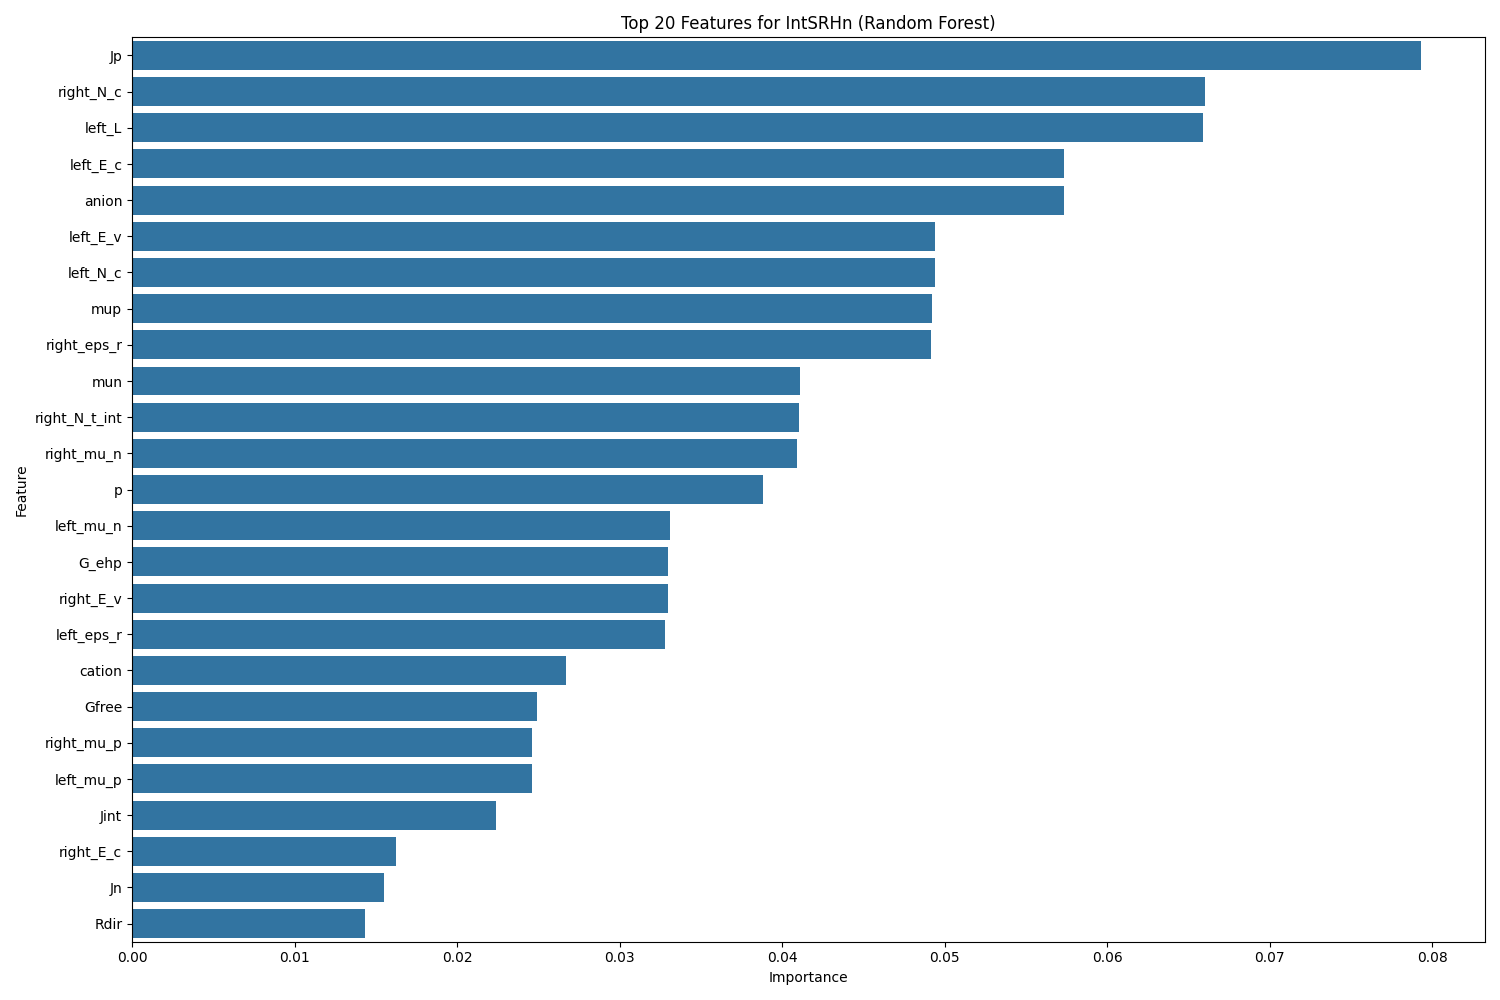 Top 20 Features for IntSRHn (Random Forest)
Feature
Jp
right_N_c
left_L
left_E_c
anion
left_E_v
left_N_c
mup
right_eps_r
mun
right_N_t_int
right_mu_n
p
left_mu_n
G_ehp
right_E_v
left_eps_r
cation
Gfree
right_mu_p
left_mu_p
Jint
right_E_c
Jn
Rdir
0.00 0.01 0.02 0.03 0.04 0.05 0.06 0.07 0.08
Importance